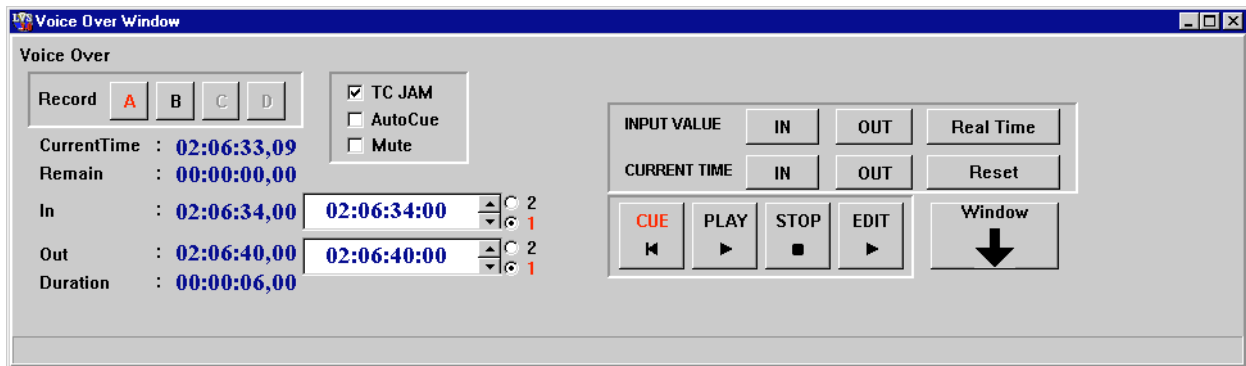 LVS Voice Over Window
Voice Over
Record A B C D
TC JAM
AutoCue
Mute
CurrentTime : 02:06:33,09
Remain : 00:00:00,00
In : 02:06:34,00 02:06:34:00 2
1
Out : 02:06:40,00 02:06:40:00 2
1
Duration : 00:00:06,00
INPUT VALUE IN OUT Real Time
CURRENT TIME IN OUT Reset
CUE PLAY STOP EDIT Window